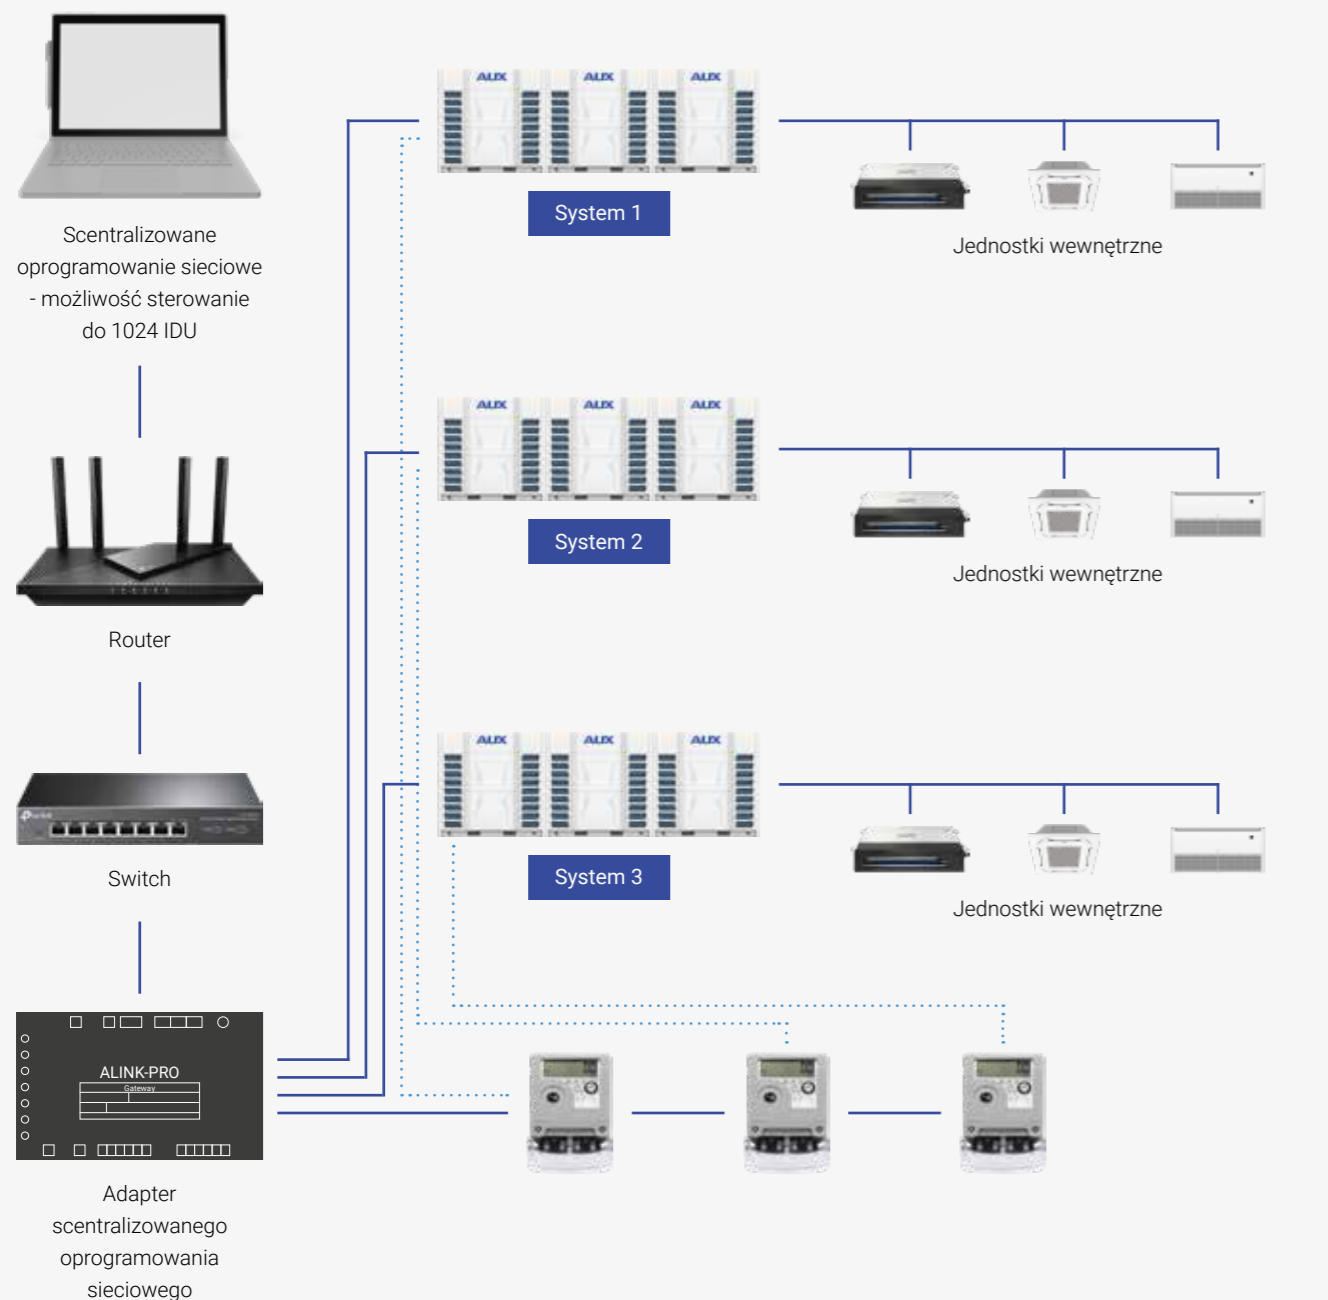 Scentralizowane
oprogramowanie sieciowe
- możliwość sterowanie
do 1024 IDU
Router
Switch
ALINK-PRO
Gateway
Adapter
scentralizowanego
oprogramowania
sieciowego
AUX AUX AUX
System 1
Jednostki wewnętrzne
AUX AUX AUX
System 2
Jednostki wewnętrzne
AUX AUX AUX
System 3
Jednostki wewnętrzne